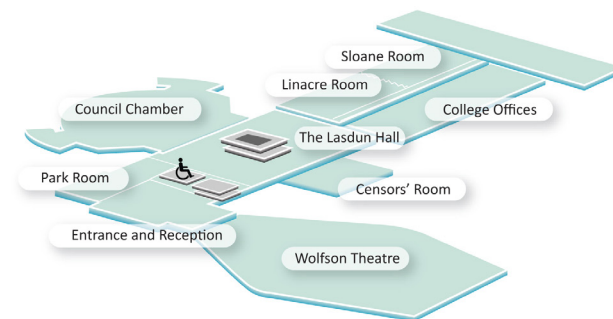 Sloane Room
Linacre Room
Council Chamber
College Offices
The Lasdun Hall
Park Room
Censors' Room
Entrance and Reception
Wolfson Theatre